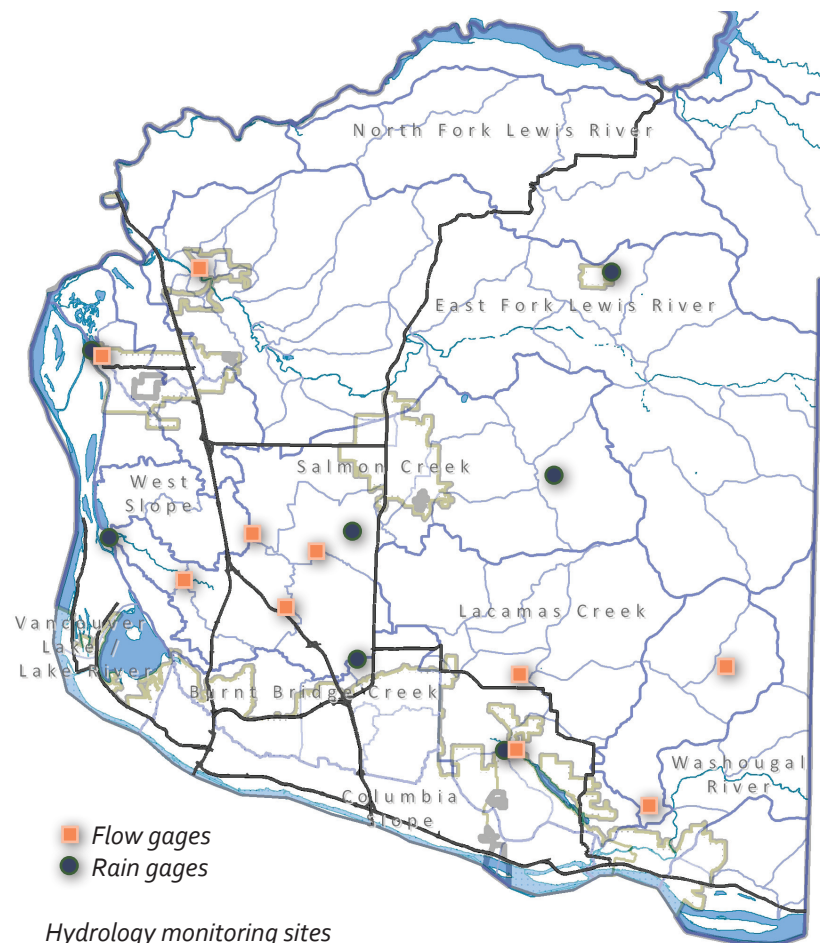 North Fork Lewis River
East Fork Lewis River
Salmon Creek
West
Slope
Lacamas Creek
Vancouver
Lake /
Lake River
Burnt Bridge Creek
Washougal
River
Columbia
Slope
Flow gages
Rain gages
Hydrology monitoring sites